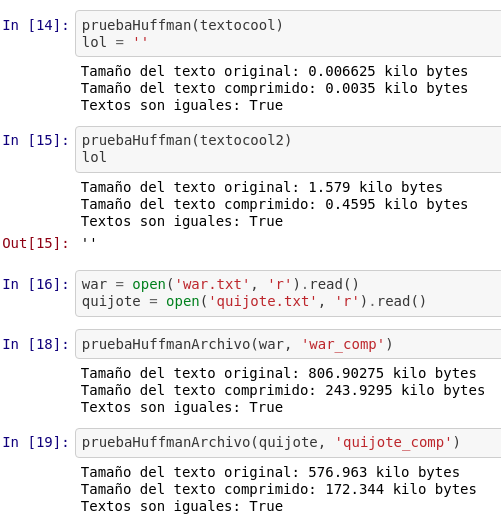 In [14]: pruebaHuffman(textocool)
lol = ''
Tamaño del texto original: 0.006625 kilo bytes
Tamaño del texto comprimido: 0.0035 kilo bytes
Textos son iguales: True
In [15]: pruebaHuffman(textocool2)
lol
Tamaño del texto original: 1.579 kilo bytes
Tamaño del texto comprimido: 0.4595 kilo bytes
Textos son iguales: True
Out[15]: ''
In [16]: war = open('war.txt', 'r').read()
quijote = open('quijote.txt', 'r').read()
In [18]: pruebaHuffmanArchivo(war, 'war_comp')
Tamaño del texto original: 806.90275 kilo bytes
Tamaño del texto comprimido: 243.9295 kilo bytes
Textos son iguales: True
In [19]: pruebaHuffmanArchivo(quijote, 'quijote_comp')
Tamaño del texto original: 576.963 kilo bytes
Tamaño del texto comprimido: 172.344 kilo bytes
Textos son iguales: True